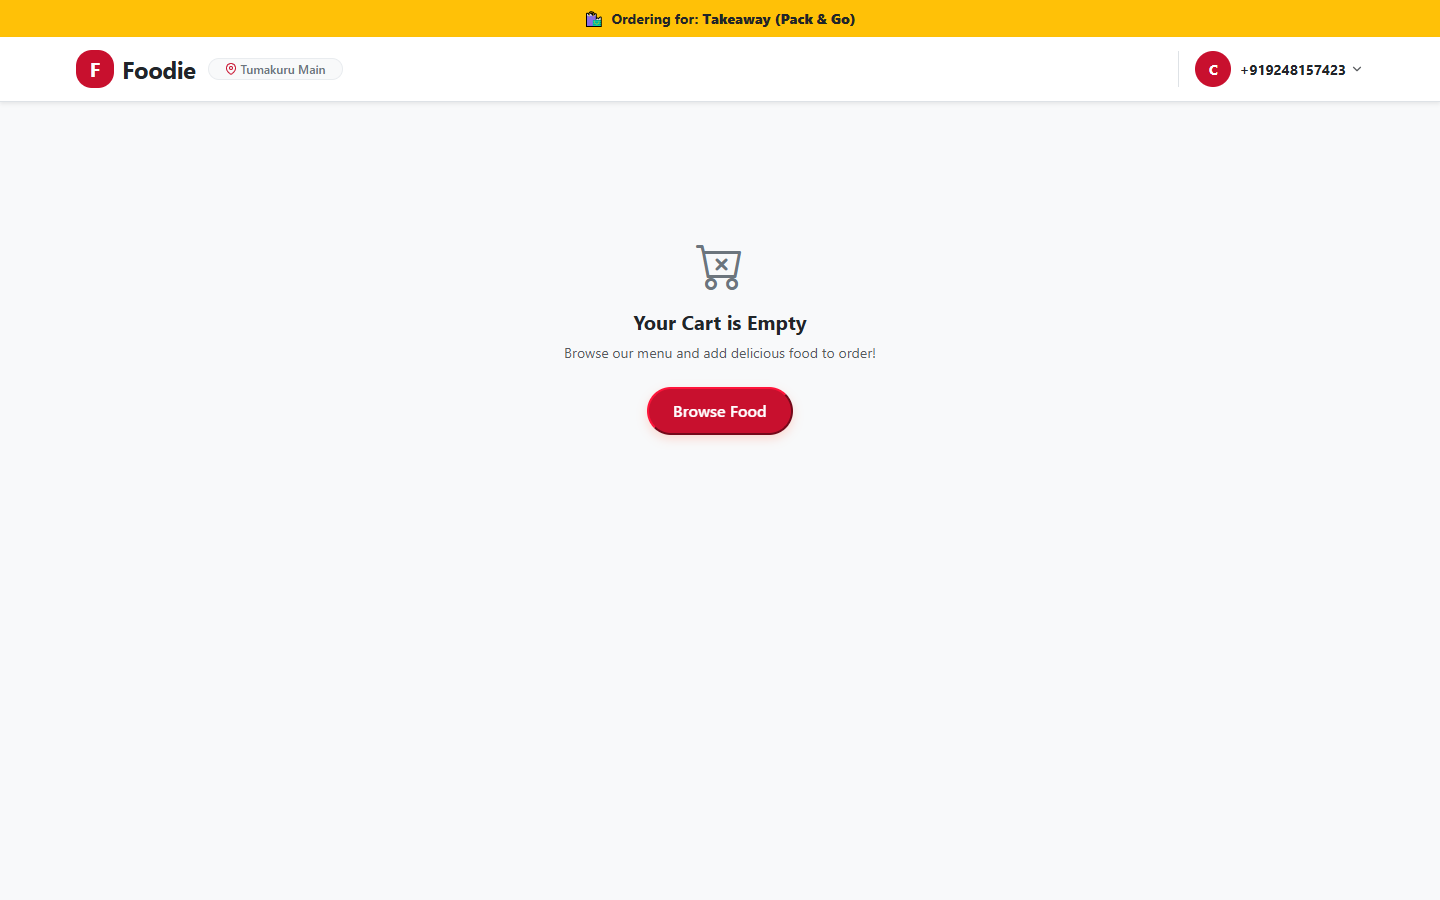 Ordering for: Takeaway (Pack & Go)
F Foodie Tumakuru Main C +919248157423
Your Cart is Empty
Browse our menu and add delicious food to order!
Browse Food